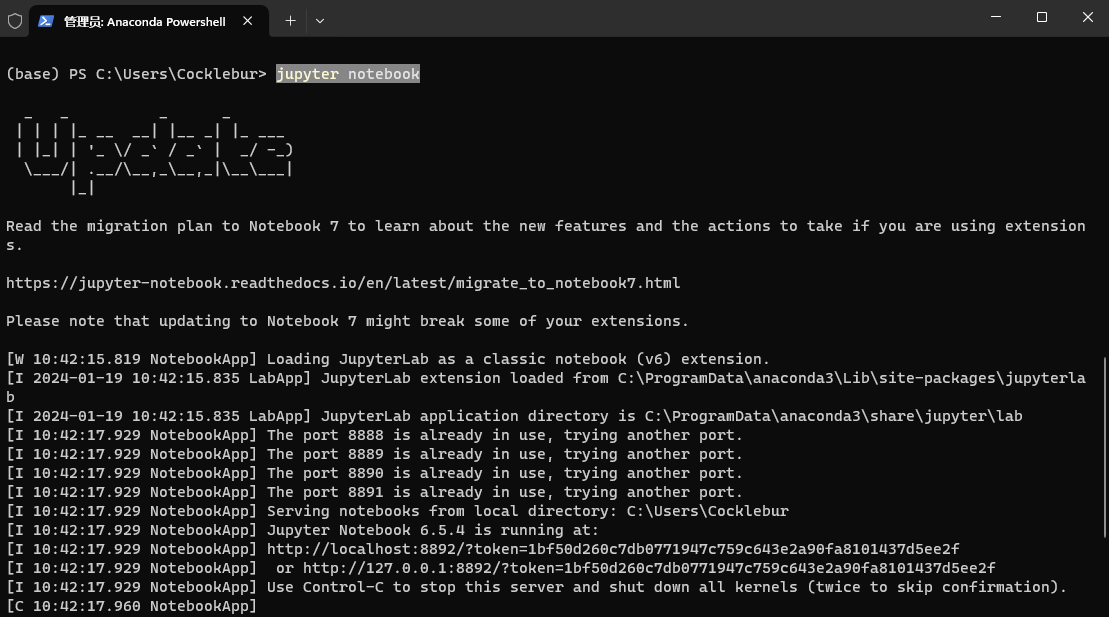 管理员: Anaconda Powershell
(base) PS C:\Users\Cocklebur> jupyter notebook
  _   _          _      _
 | | | |_ __  __| |__ _| |_ ___
 | |_| | '_ \/ _` / _` |  _/ -_)
  \___/| .__/\__,_\__,_|\__\___|
       |_|
Read the migration plan to Notebook 7 to learn about the new features and the actions to take if you are using extension
s.
https://jupyter-notebook.readthedocs.io/en/latest/migrate_to_notebook7.html
Please note that updating to Notebook 7 might break some of your extensions.
[W 10:42:15.819 NotebookApp] Loading JupyterLab as a classic notebook (v6) extension.
[I 2024-01-19 10:42:15.835 LabApp] JupyterLab extension loaded from C:\ProgramData\anaconda3\Lib\site-packages\jupyterla
b
[I 2024-01-19 10:42:15.835 LabApp] JupyterLab application directory is C:\ProgramData\anaconda3\share\jupyter\lab
[I 10:42:17.929 NotebookApp] The port 8888 is already in use, trying another port.
[I 10:42:17.929 NotebookApp] The port 8889 is already in use, trying another port.
[I 10:42:17.929 NotebookApp] The port 8890 is already in use, trying another port.
[I 10:42:17.929 NotebookApp] The port 8891 is already in use, trying another port.
[I 10:42:17.929 NotebookApp] Serving notebooks from local directory: C:\Users\Cocklebur
[I 10:42:17.929 NotebookApp] Jupyter Notebook 6.5.4 is running at:
[I 10:42:17.929 NotebookApp] http://localhost:8892/?token=1bf50d260c7db0771947c759c643e2a90fa8101437d5ee2f
[I 10:42:17.929 NotebookApp]  or http://127.0.0.1:8892/?token=1bf50d260c7db0771947c759c643e2a90fa8101437d5ee2f
[I 10:42:17.929 NotebookApp] Use Control-C to stop this server and shut down all kernels (twice to skip confirmation).
[C 10:42:17.960 NotebookApp]